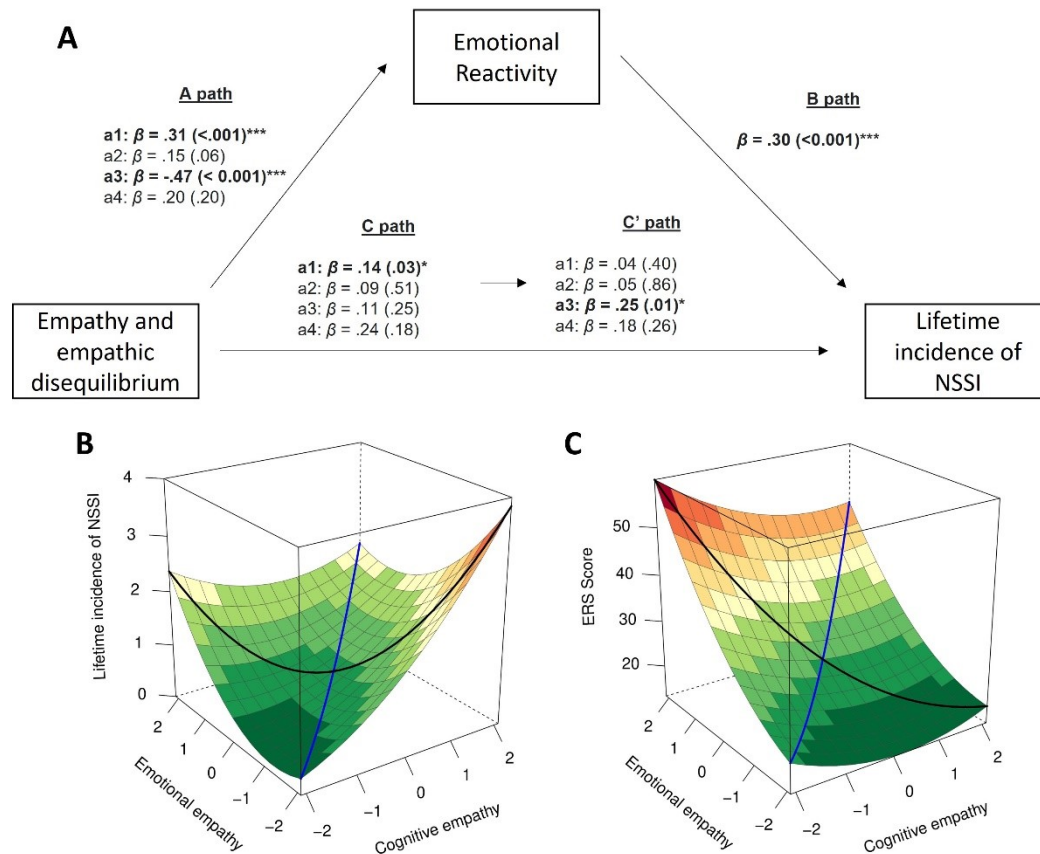 A
Emotional
Reactivity
A path
a1: β = .31 (<.001)***
a2: β = .15 (.06)
a3: β = -.47 (< 0.001)***
a4: β = .20 (.20)
B path
β = .30 (<0.001)***
C path
a1: β = .14 (.03)*
a2: β = .09 (.51)
a3: β = .11 (.25)
a4: β = .24 (.18)
C' path
a1: β = .04 (.40)
a2: β = .05 (.86)
a3: β = .25 (.01)*
a4: β = .18 (.26)
Empathy and
empathic
disequilibrium
Lifetime
incidence of
NSSI
B
Lifetime incidence of NSSI
4
3
2
1
0
2
1
0
-1
-2
Emotional empathy
-2
-1
0
1
2
Cognitive empathy
C
ERS Score
50
40
30
20
2
1
0
-1
-2
Emotional empathy
-2
-1
0
1
2
Cognitive empathy